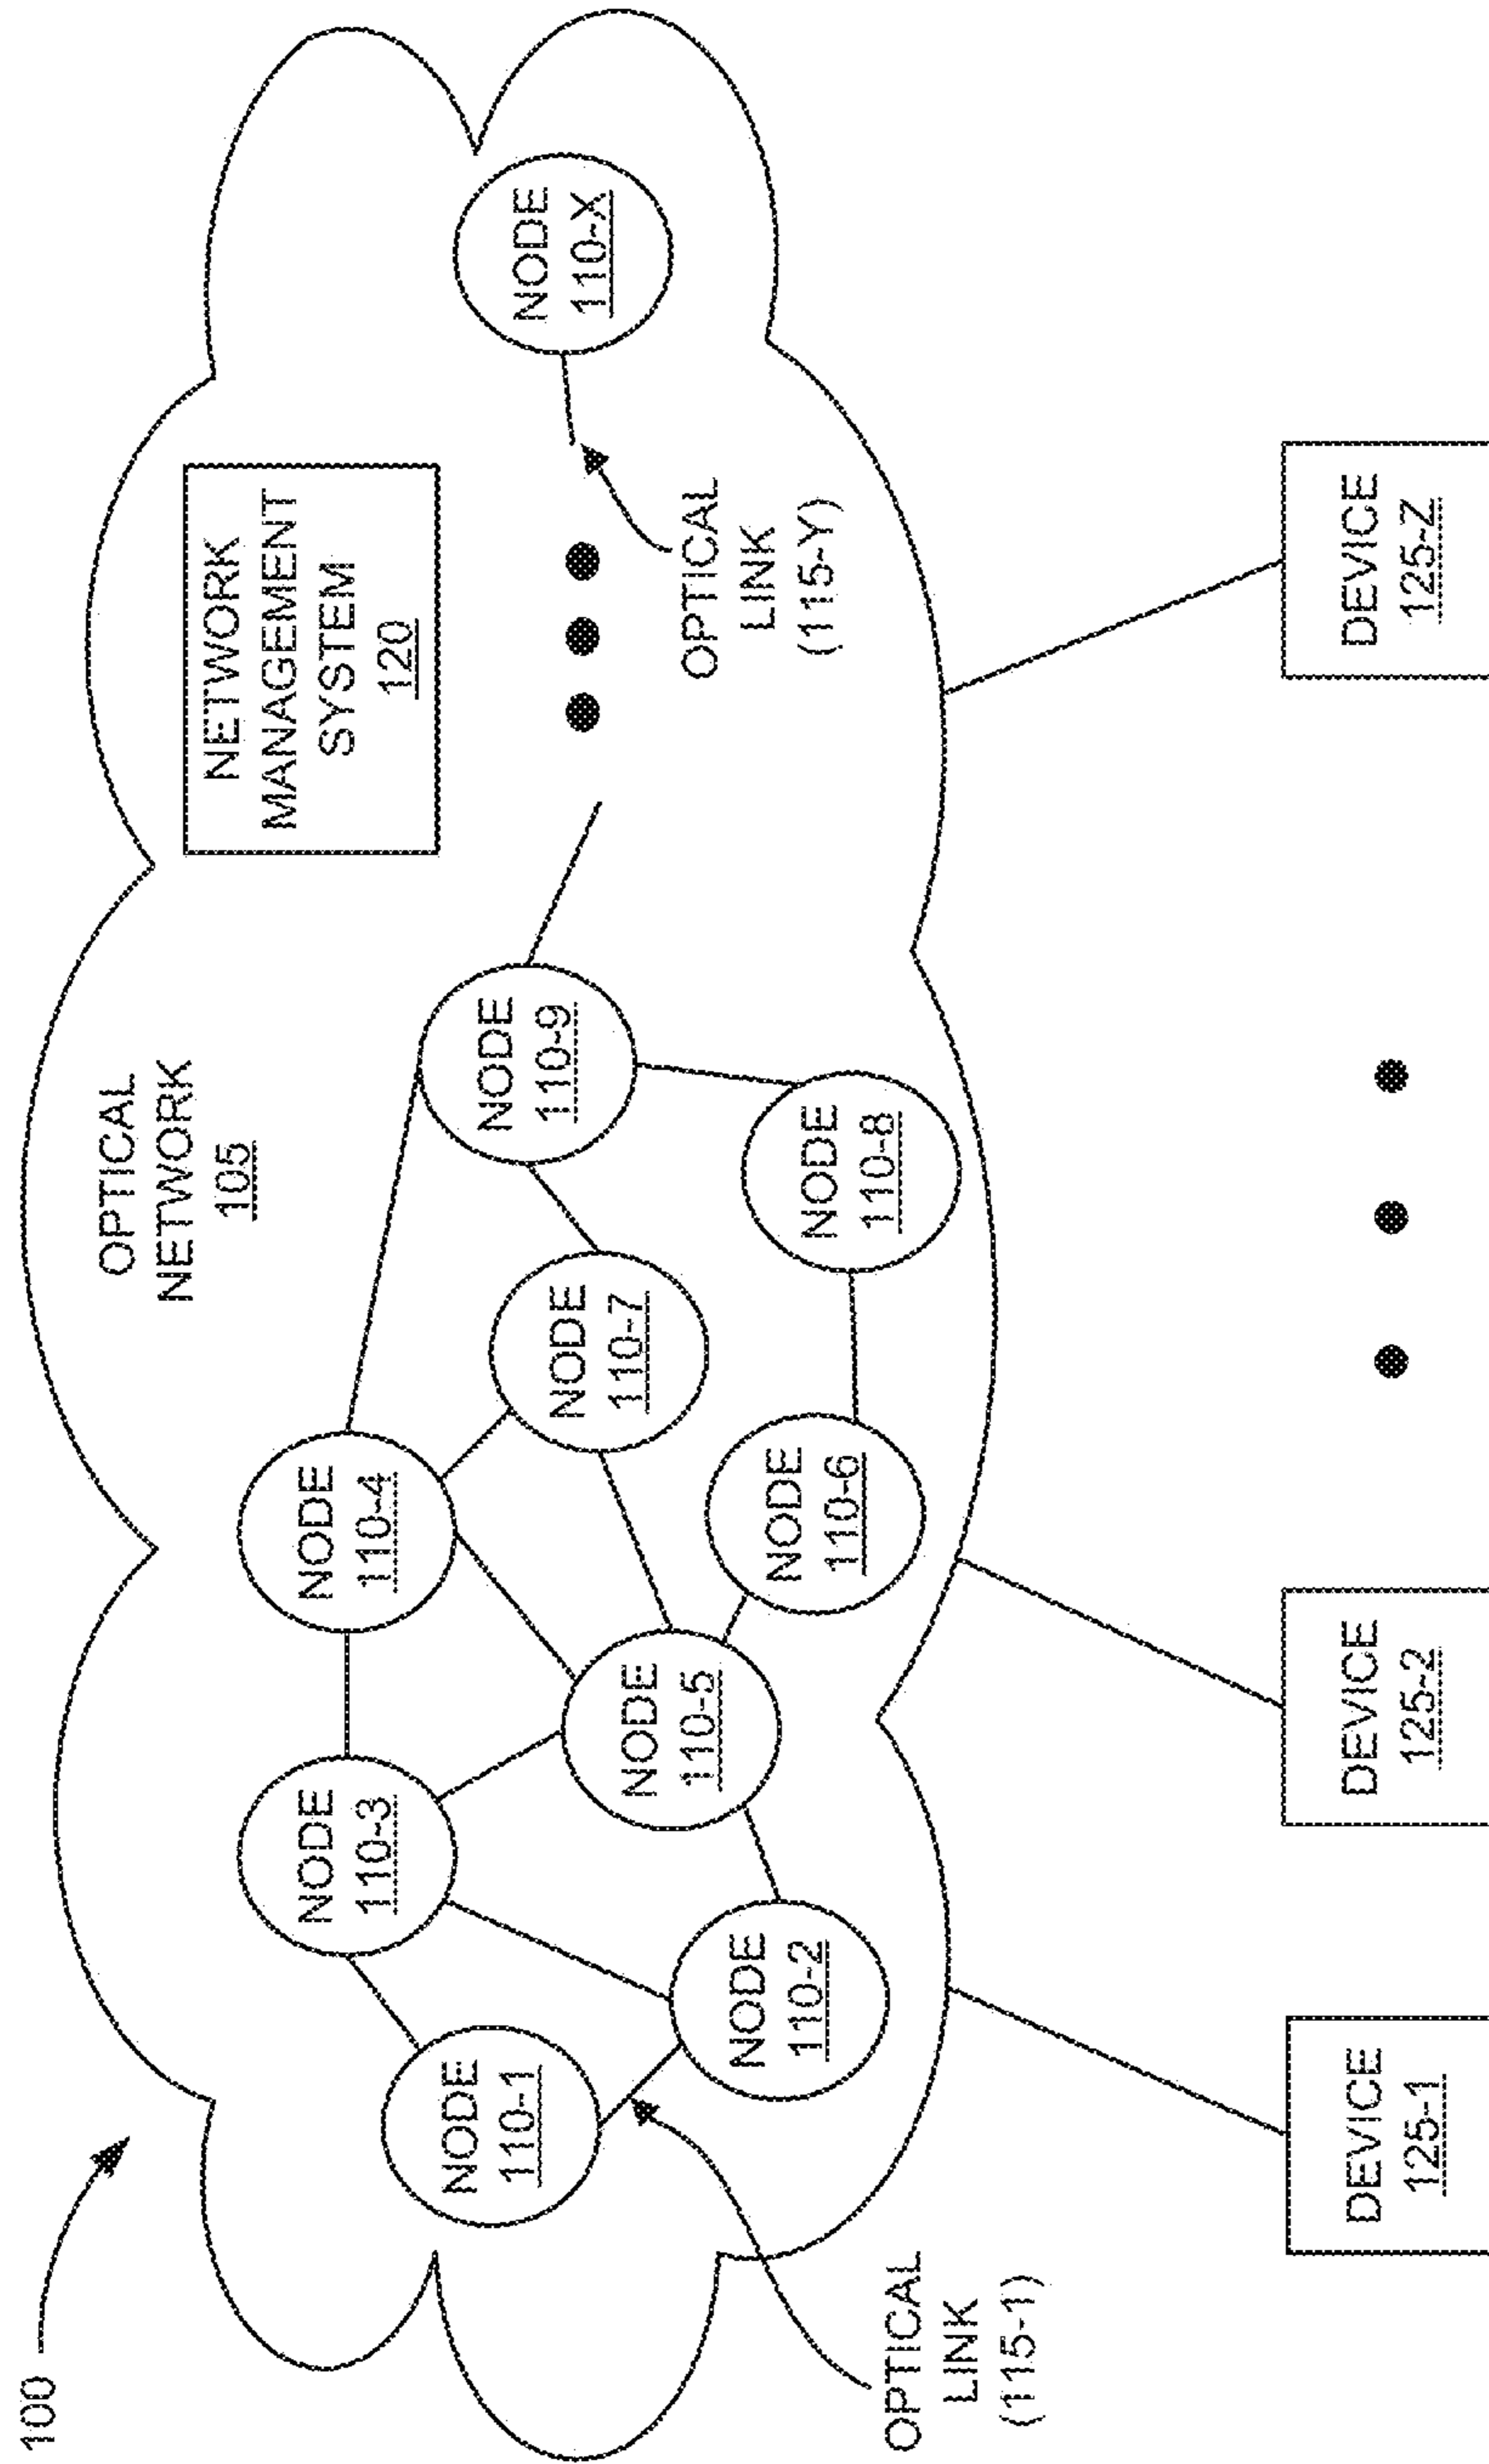 100
OPTICAL
NETWORK
105
NETWORK
MANAGEMENT
SYSTEM
120
NODE
110-1
NODE
110-2
NODE
110-3
NODE
110-4
NODE
110-5
NODE
110-6
NODE
110-7
NODE
110-8
NODE
110-9
NODE
110-X
OPTICAL
LINK
(115-1)
OPTICAL
LINK
(115-Y)
DEVICE
125-1
DEVICE
125-2
DEVICE
125-Z